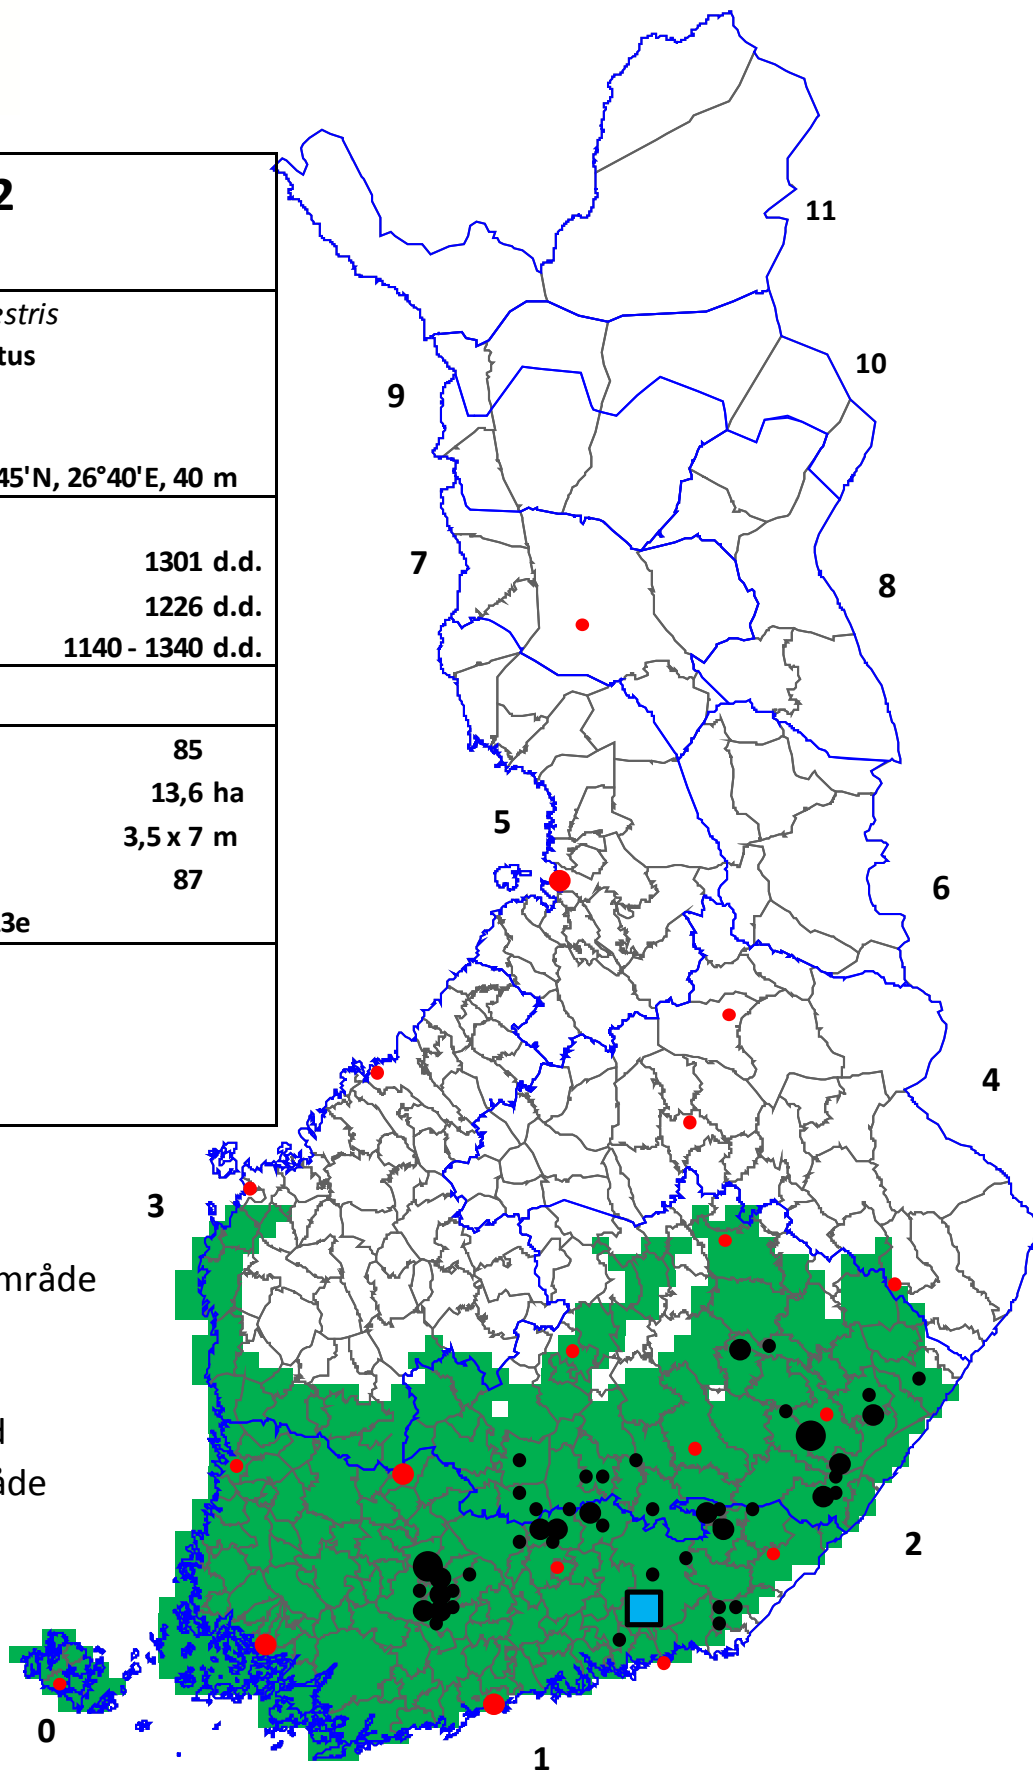 2
estris
tus
45'N, 26°40'E, 40 m
1301 d.d.
1226 d.d.
1140 - 1340 d.d.
85
13,6 ha
3,5 x 7 m
87
3e
område
d
åde
11
10
9
8
7
6
5
4
3
2
1
0